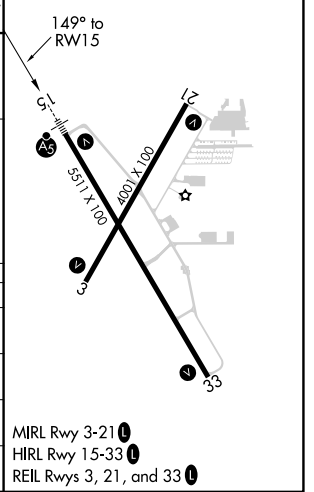 149° to
RW15
15
21
A5
V
V
5511 X 100
4001 X 100
V
3
V
33
MIRL Rwy 3-21 L
HIRL Rwy 15-33 L
REIL Rwys 3, 21, and 33 L